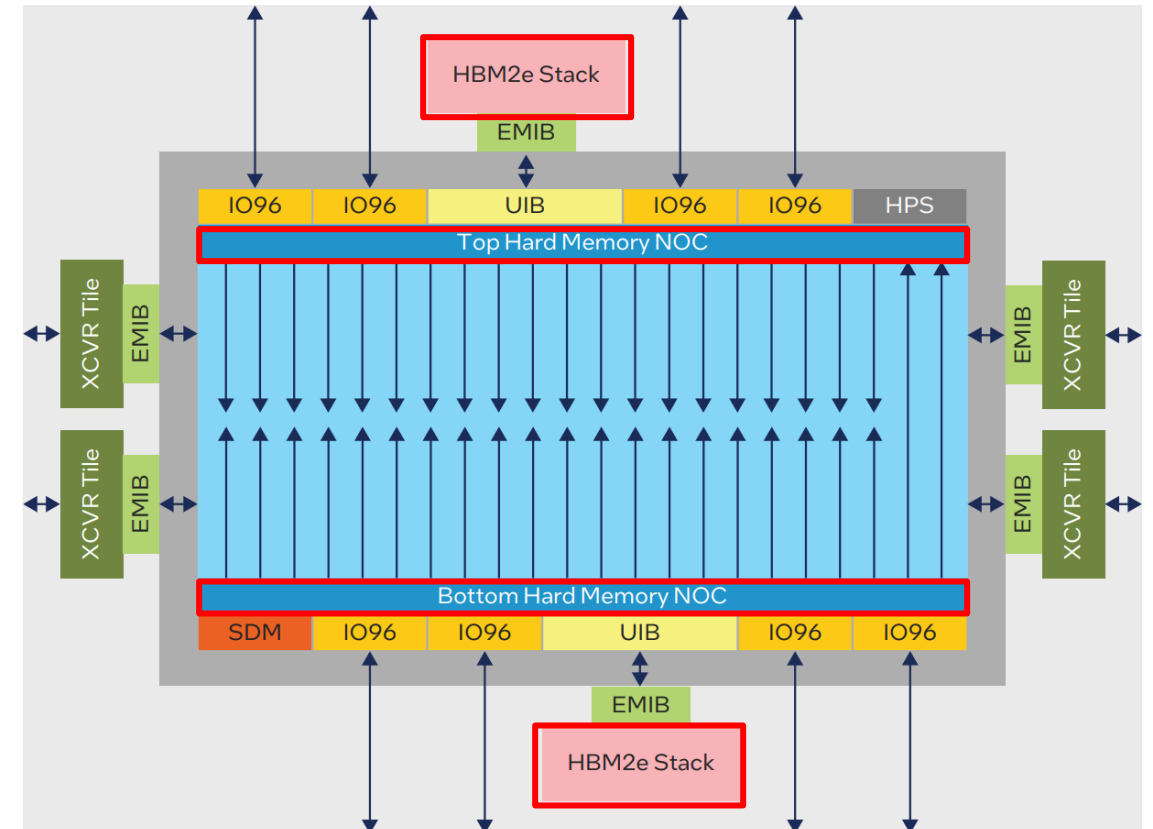 HBM2e Stack
EMIB
IO96 IO96 UIB IO96 IO96 HPS
Top Hard Memory NOC
XCVR Tile EMIB EMIB XCVR Tile
XCVR Tile EMIB EMIB XCVR Tile
Bottom Hard Memory NOC
SDM IO96 IO96 UIB IO96 IO96
EMIB
HBM2e Stack